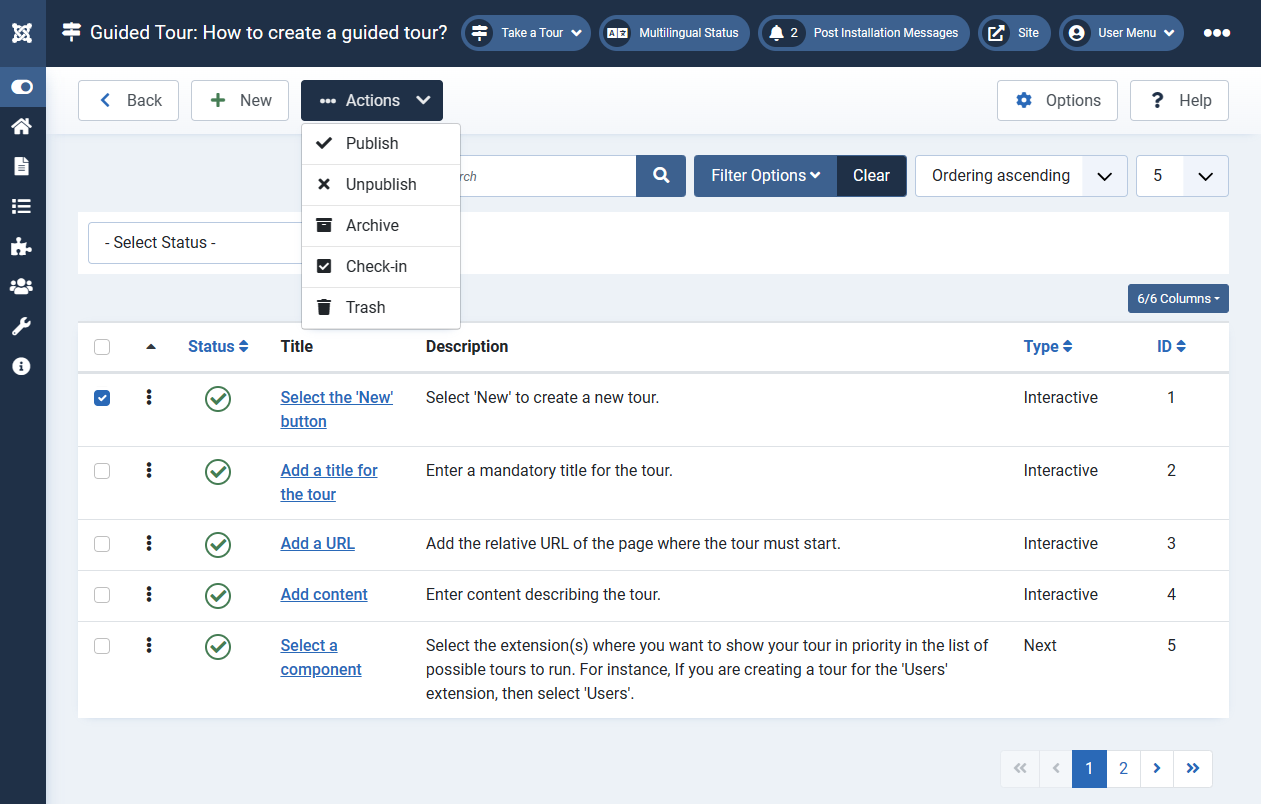 Guided Tour: How to create a guided tour?
Take a Tour
Multilingual Status
2
Post Installation Messages
Site
User Menu
Back
New
Actions
Options
Help
Publish
Unpublish
Archive
Check-in
Trash
rch
Filter Options
Clear
Ordering ascending
5
- Select Status -
6/6 Columns
Status
Title
Description
Type
ID
Select the 'New'
button
Select 'New' to create a new tour.
Interactive
1
Add a title for
the tour
Enter a mandatory title for the tour.
Interactive
2
Add a URL
Add the relative URL of the page where the tour must start.
Interactive
3
Add content
Enter content describing the tour.
Interactive
4
Select a
component
Select the extension(s) where you want to show your tour in priority in the list of
possible tours to run. For instance, If you are creating a tour for the 'Users'
extension, then select 'Users'.
Next
5
1
2